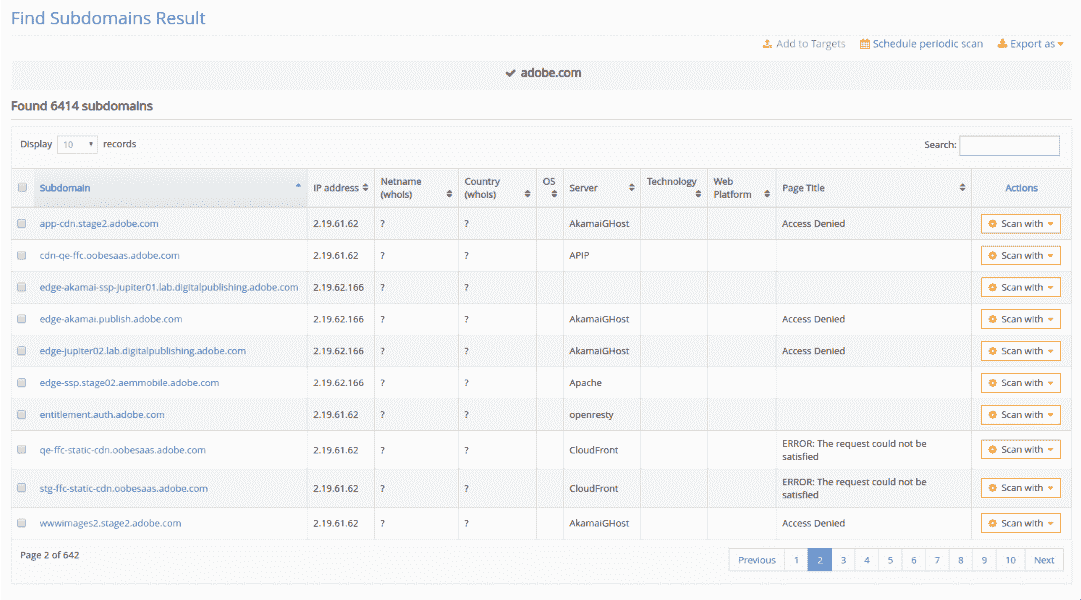 Find Subdomains Result
Add to Targets Schedule periodic scan Export as
adobe.com
Found 6414 subdomains
Display 10 records Search:
Subdomain IP address Netname (whois) Country (whois) OS Server Technology Web Platform Page Title Actions
app-cdn.stage2.adobe.com 2.19.61.62 ? ? AkamaiGHost Access Denied Scan with
cdn-qe-ffc.oobesaas.adobe.com 2.19.61.62 ? ? APIP Scan with
edge-akamai-ssp-jupiter01.lab.digitalpublishing.adobe.com 2.19.62.166 ? ? Scan with
edge-akamai.publish.adobe.com 2.19.62.166 ? ? AkamaiGHost Access Denied Scan with
edge-jupiter02.lab.digitalpublishing.adobe.com 2.19.62.166 ? ? AkamaiGHost Access Denied Scan with
edge-ssp.stage02.aemmobile.adobe.com 2.19.62.166 ? ? Apache Scan with
entitlement.auth.adobe.com 2.19.61.62 ? ? openresty Scan with
qe-ffc-static-cdn.oobesaas.adobe.com 2.19.61.62 ? ? CloudFront ERROR: The request could not be satisfied Scan with
stg-ffc-static-cdn.oobesaas.adobe.com 2.19.61.62 ? ? CloudFront ERROR: The request could not be satisfied Scan with
wwwimages2.stage2.adobe.com 2.19.61.62 ? ? AkamaiGHost Access Denied Scan with
Page 2 of 642 Previous 1 2 3 4 5 6 7 8 9 10 Next